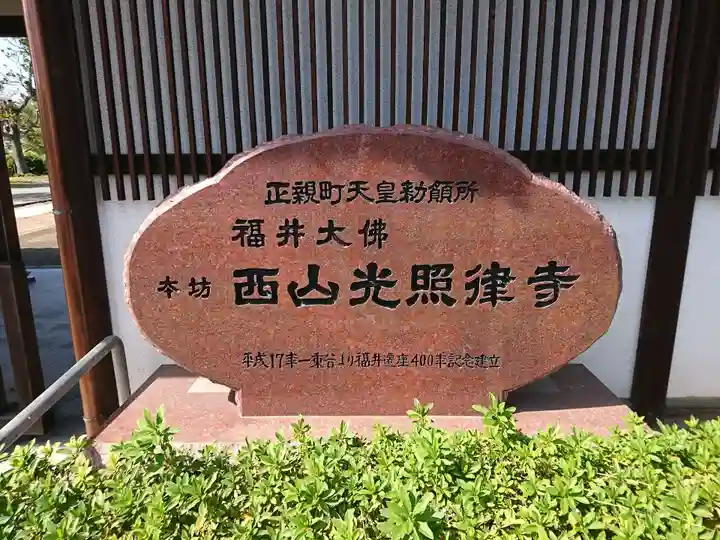 正親町天皇勅願所
福井大佛
本坊 西山光照律寺
平成17年一乗谷より福井遷座400年記念建立